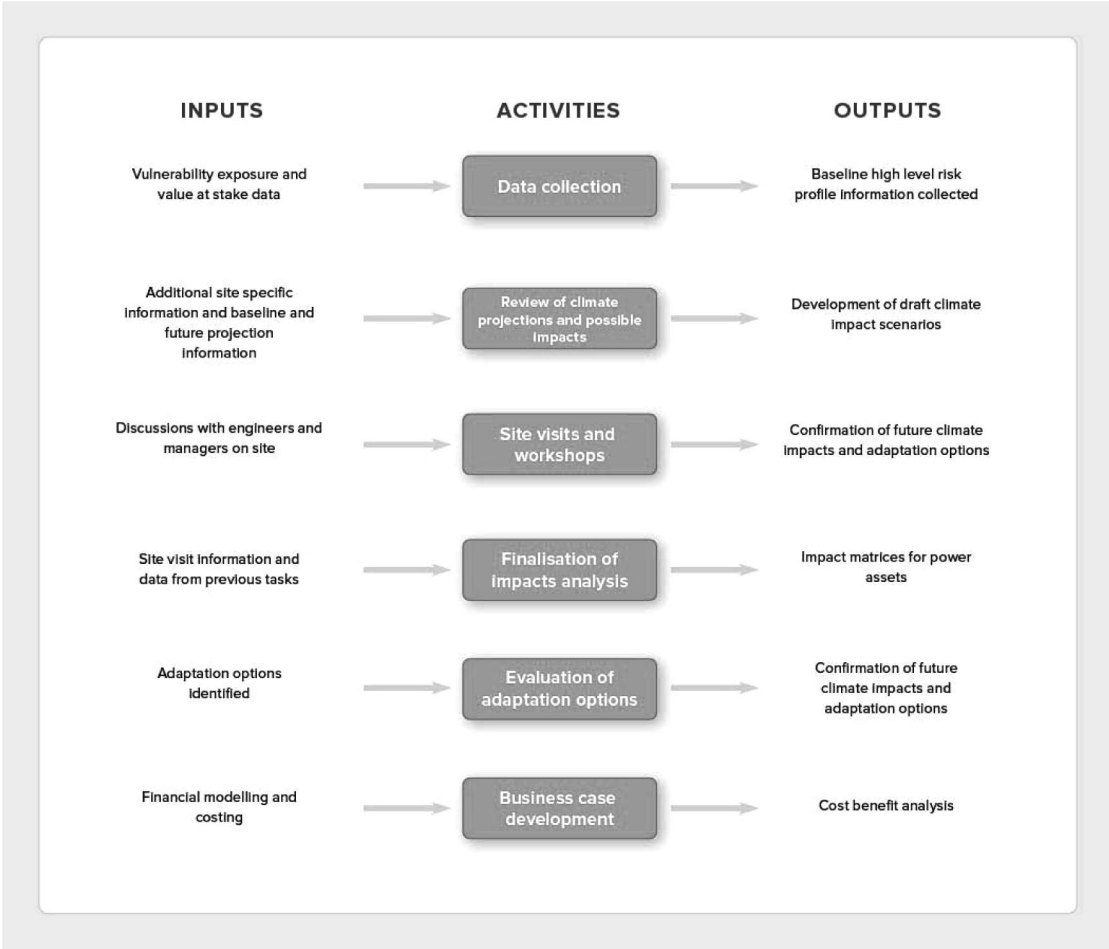 INPUTS
ACTIVITIES
OUTPUTS
Vulnerability exposure and
value at stake data
Data collection
Baseline high level risk
profile information collected
Additional site specific
information and baseline and
future projection
information
Review of climate
projections and possible
impacts
Development of draft climate
impact scenarios
Discussions with engineers and
managers on site
Site visits and
workshops
Confirmation of future climate
impacts and adaptation options
Site visit information and
data from previous tasks
Finalisation of
impacts analysis
Impact matrices for power
assets
Adaptation options
identified
Evaluation of
adaptation options
Confirmation of future
climate impacts and
adaptation options
Financial modelling and
costing
Business case
development
Cost benefit analysis